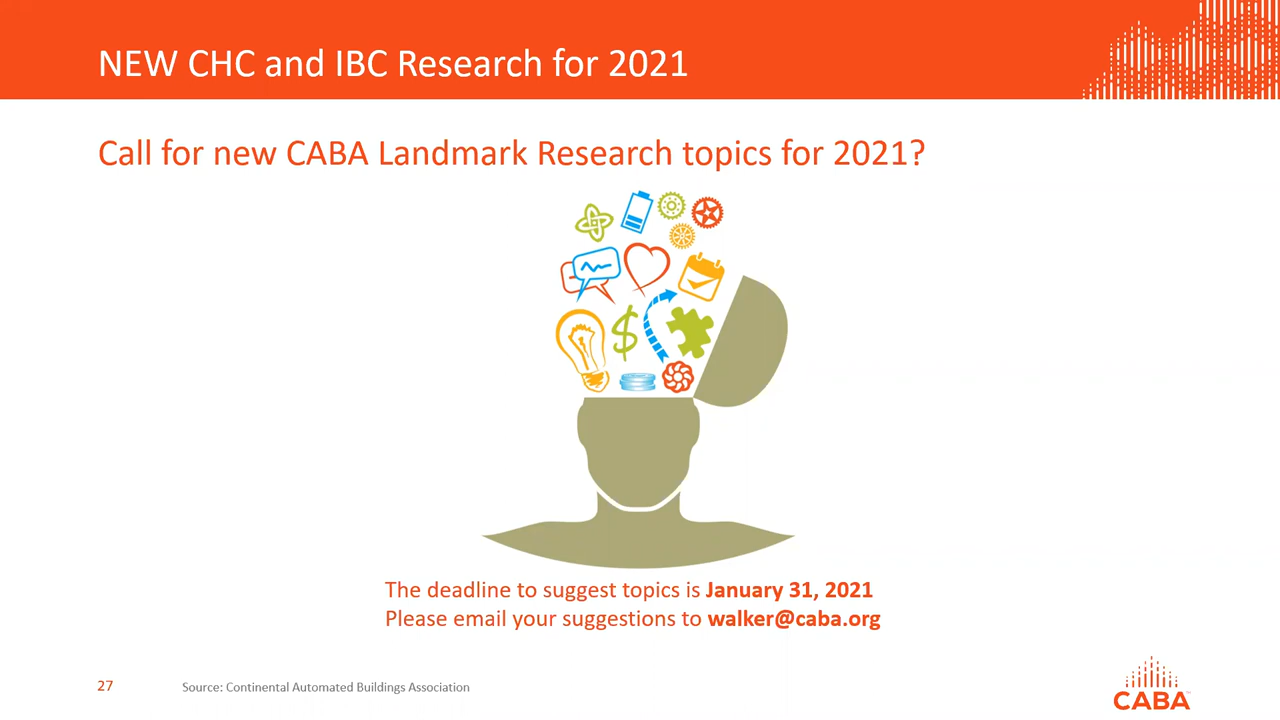 NEW CHC and IBC Research for 2021
Call for new CABA Landmark Research topics for 2021?
$
The deadline to suggest topics is January 31, 2021
Please email your suggestions to walker@caba.org
27
Source: Continental Automated Buildings Association
CABA